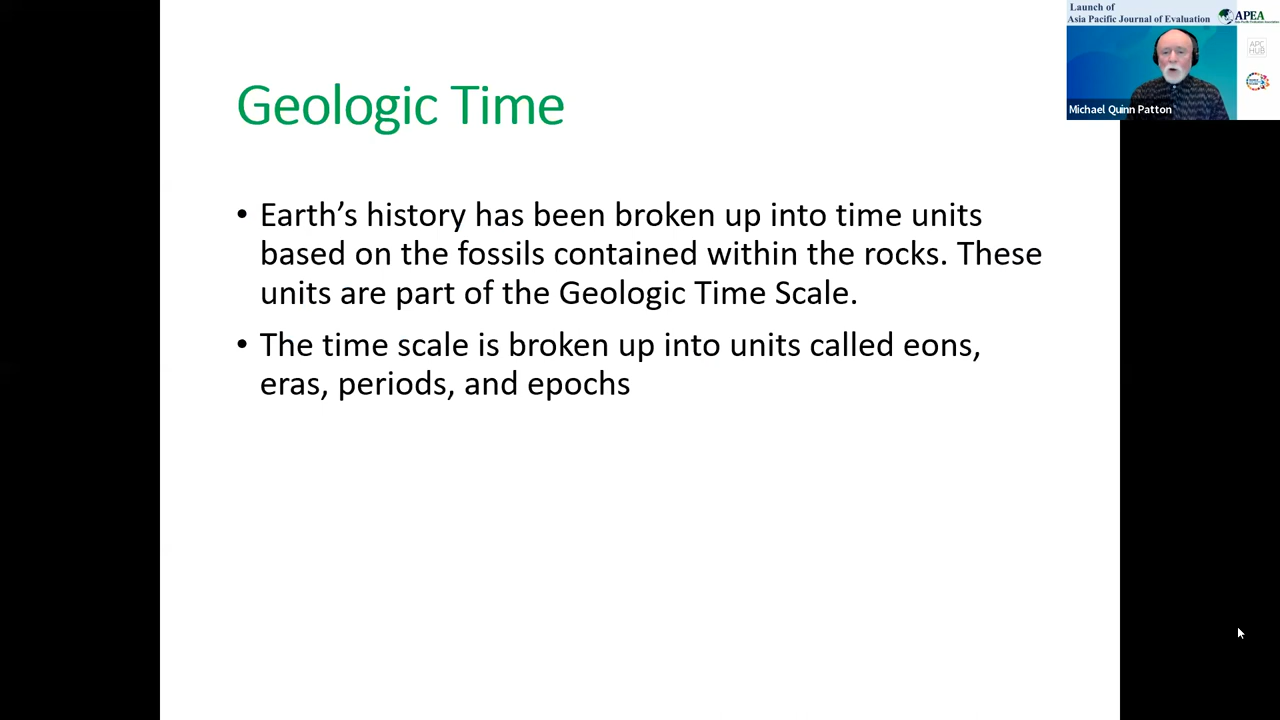 Launch of
Asia Pacific Journal of Evaluation
APEA
APC
HUB
Michael Quinn Patton
Geologic Time
• Earth’s history has been broken up into time units
based on the fossils contained within the rocks. These
units are part of the Geologic Time Scale.
• The time scale is broken up into units called eons,
eras, periods, and epochs